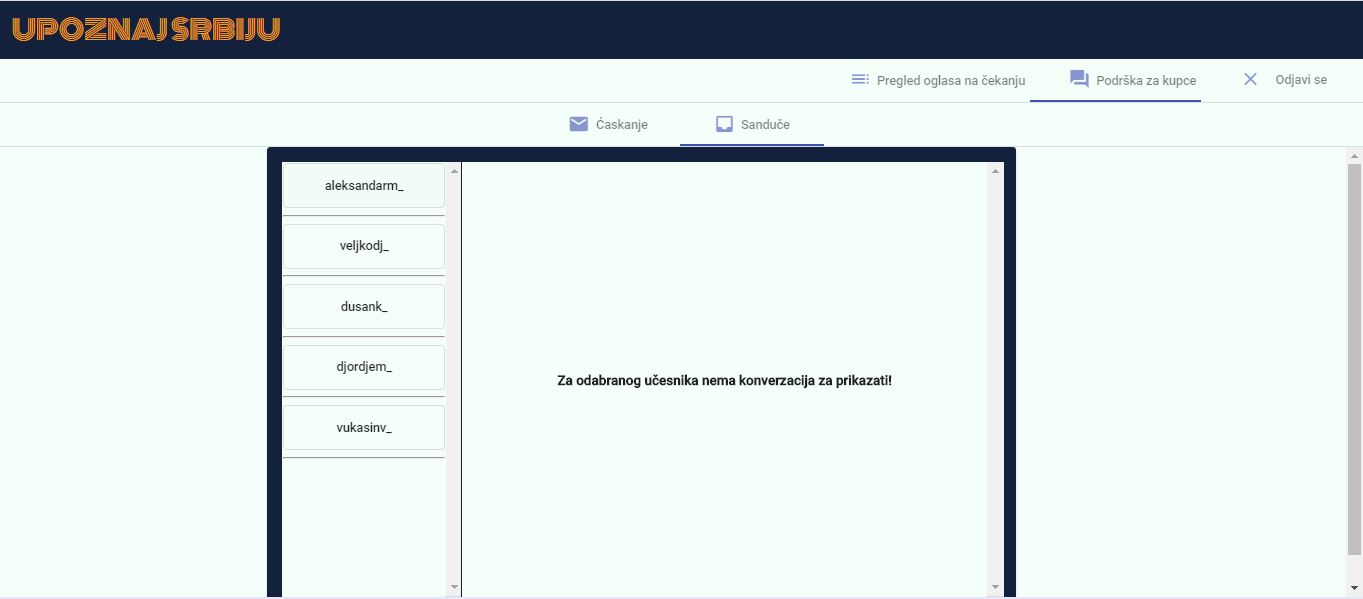 UPOZNAJ SRBIJU
Pregled oglasa na čekanju
Podrška za kupce
Odjavi se
Ćaskanje
Sanduče
aleksandarm_
veljkodj_
dusank_
djordjem_
vukasinv_
Za odabranog učesnika nema konverzacija za prikazati!